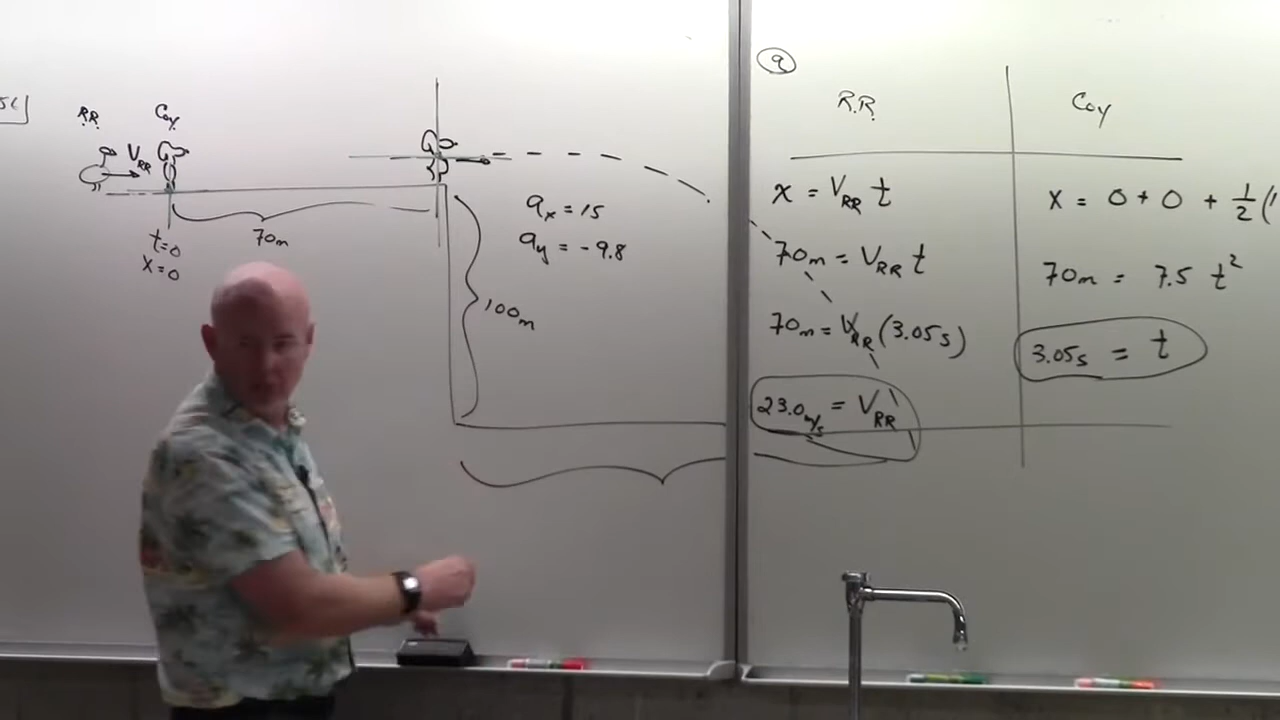 R.R.
Coy
V_RR
t=0
x=0
70m
a_x = 15
a_y = -9.8
100m
a
R.R
Coy
x = V_RR t
70m = V_RR t
70m = V_RR (3.05s)
23.0 m/s = V_RR
x = 0 + 0 + 1/2 (1
70m = 7.5 t²
3.05s = t